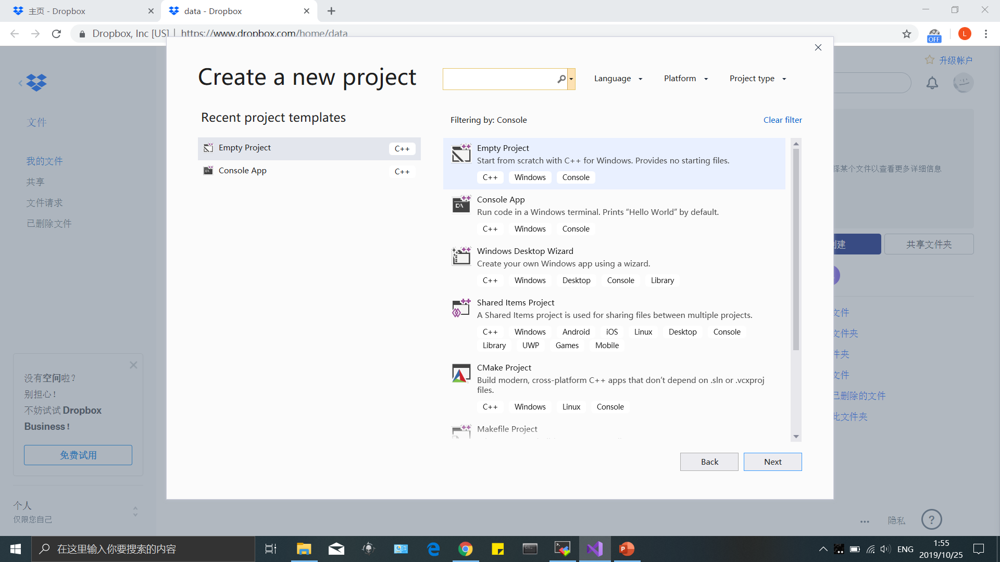 主页 - Dropbox
data - Dropbox
Dropbox, Inc [US] | https://www.dropbox.com/home/data
OFF
L
升级帐户
文件
我的文件
共享
文件请求
已删除文件
没有空间啦？
别担心！
不妨试试 Dropbox
Business！
免费试用
个人
仅限您自己
Create a new project
Language
Platform
Project type
Recent project templates
Empty Project C++
Console App C++
Filtering by: Console
Clear filter
Empty Project
Start from scratch with C++ for Windows. Provides no starting files.
C++ Windows Console
Console App
Run code in a Windows terminal. Prints “Hello World” by default.
C++ Windows Console
Windows Desktop Wizard
Create your own Windows app using a wizard.
C++ Windows Desktop Console Library
Shared Items Project
A Shared Items project is used for sharing files between multiple projects.
C++ Windows Android iOS Linux Desktop Console
Library UWP Games Mobile
CMake Project
Build modern, cross-platform C++ apps that don’t depend on .sln or .vcxproj
files.
C++ Windows Linux Console
Makefile Project
Back
Next
择某个文件以查看更多详细信息
创建
共享文件夹
文件
文件夹
件夹
文件
已删除的文件
此文件夹
隐私
?
在这里输入你要搜索的内容
ENG
1:55
2019/10/25